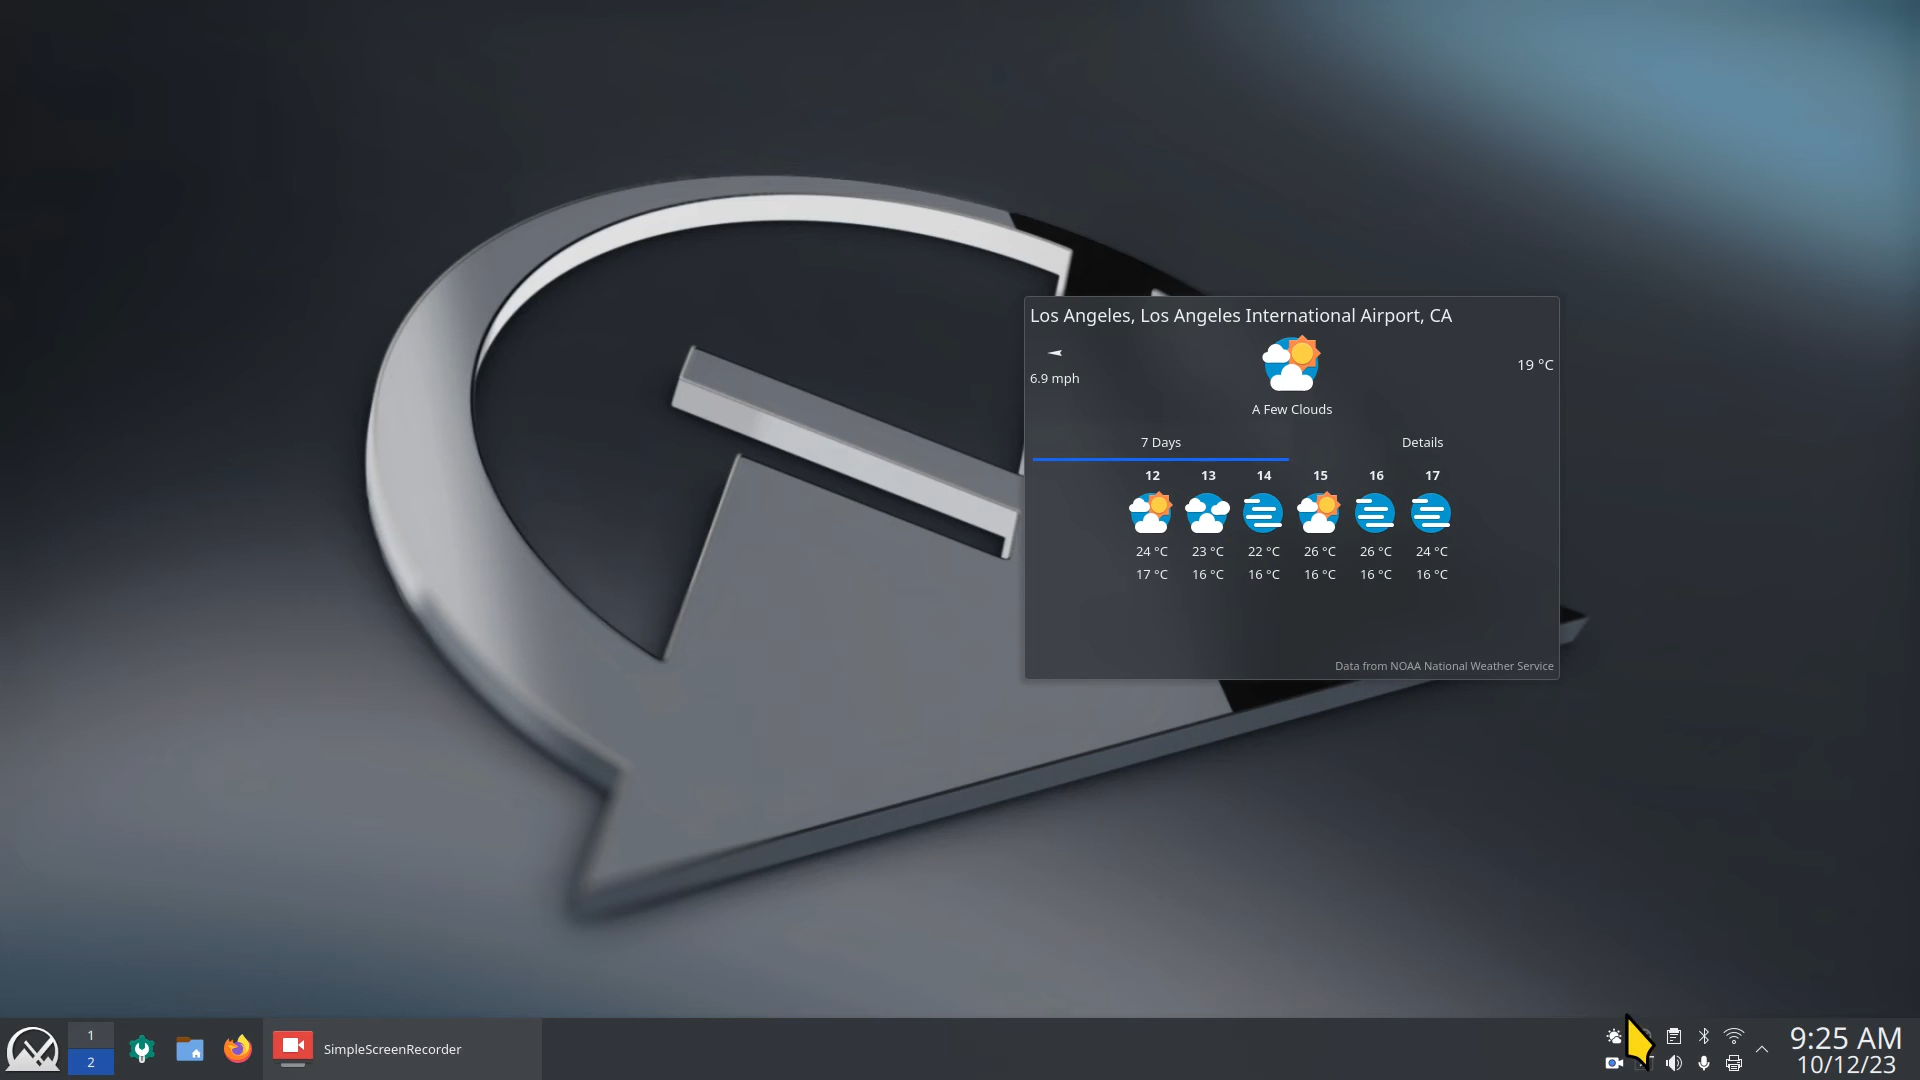 Los Angeles, Los Angeles International Airport, CA
6.9 mph
19 °C
A Few Clouds
7 Days
Details
12 13 14 15 16 17
24 °C 23 °C 22 °C 26 °C 26 °C 24 °C
17 °C 16 °C 16 °C 16 °C 16 °C 16 °C
Data from NOAA National Weather Service
1
2
SimpleScreenRecorder
9:25 AM
10/12/23